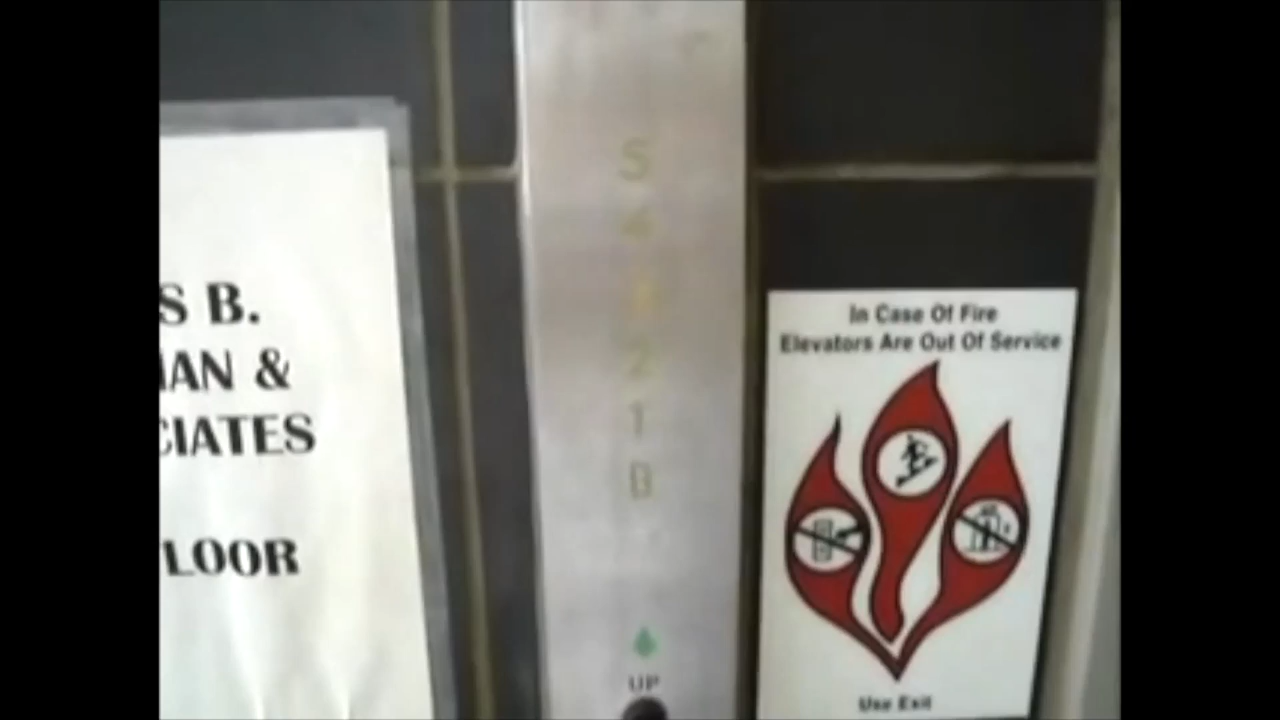 S B.
IAN &
CIATES
LOOR
5
4
3
2
1
B
UP
In Case Of Fire
Elevators Are Out Of Service
Use Exit